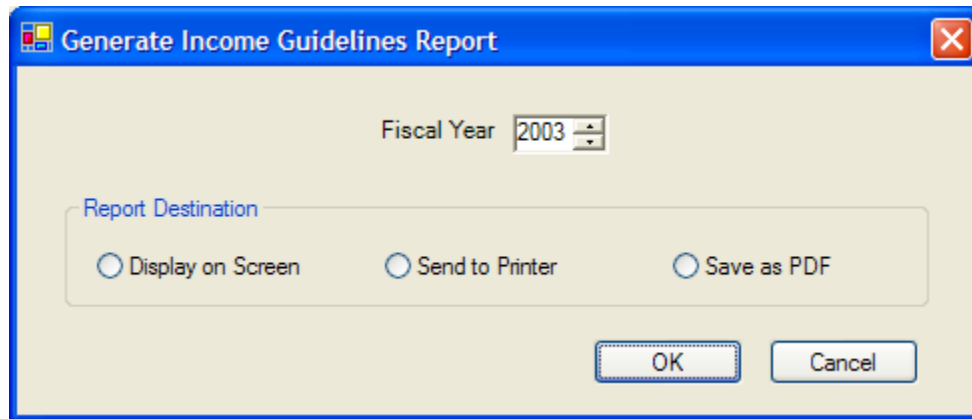 Generate Income Guidelines Report
Fiscal Year 2003
Report Destination
Display on Screen Send to Printer Save as PDF
OK Cancel